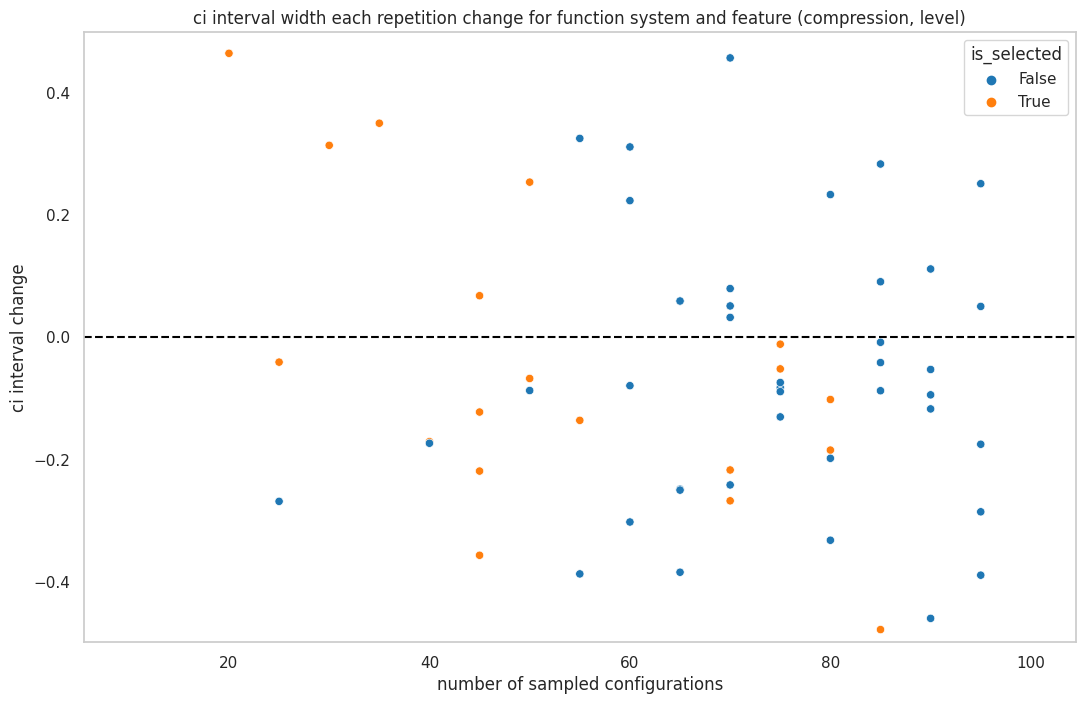 ci interval width each repetition change for function system and feature (compression, level)
is_selected
False
True
ci interval change
0.4
0.2
0.0
−0.2
−0.4
20 40 60 80 100
number of sampled configurations